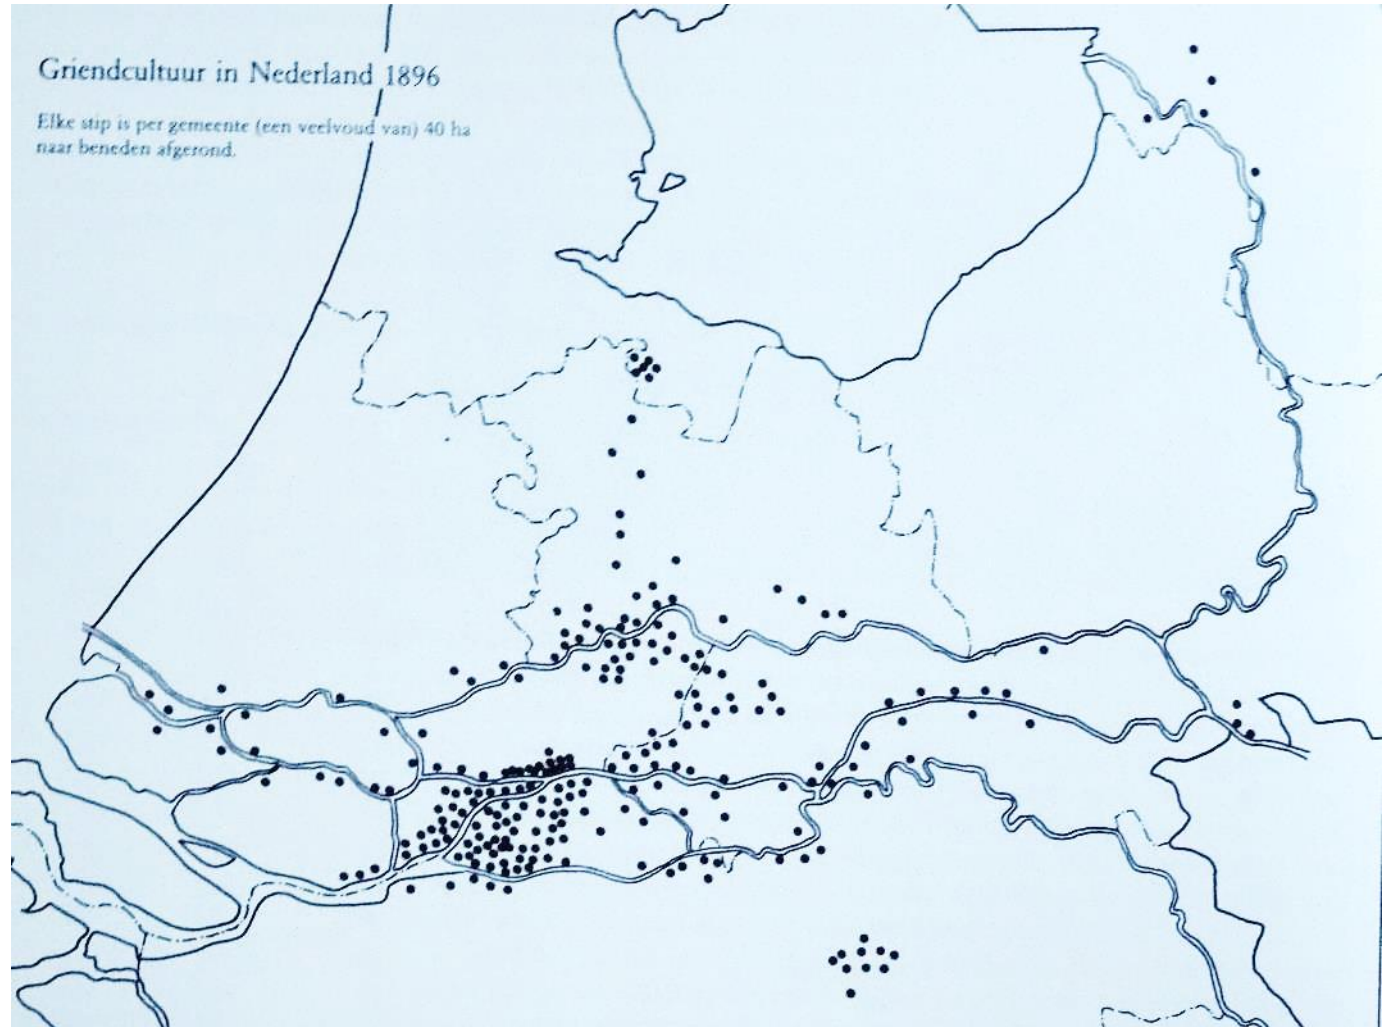 Griendcultuur in Nederland 1896
Elke stip is per gemeente (een veelvoud van) 40 ha
naar beneden afgerond.